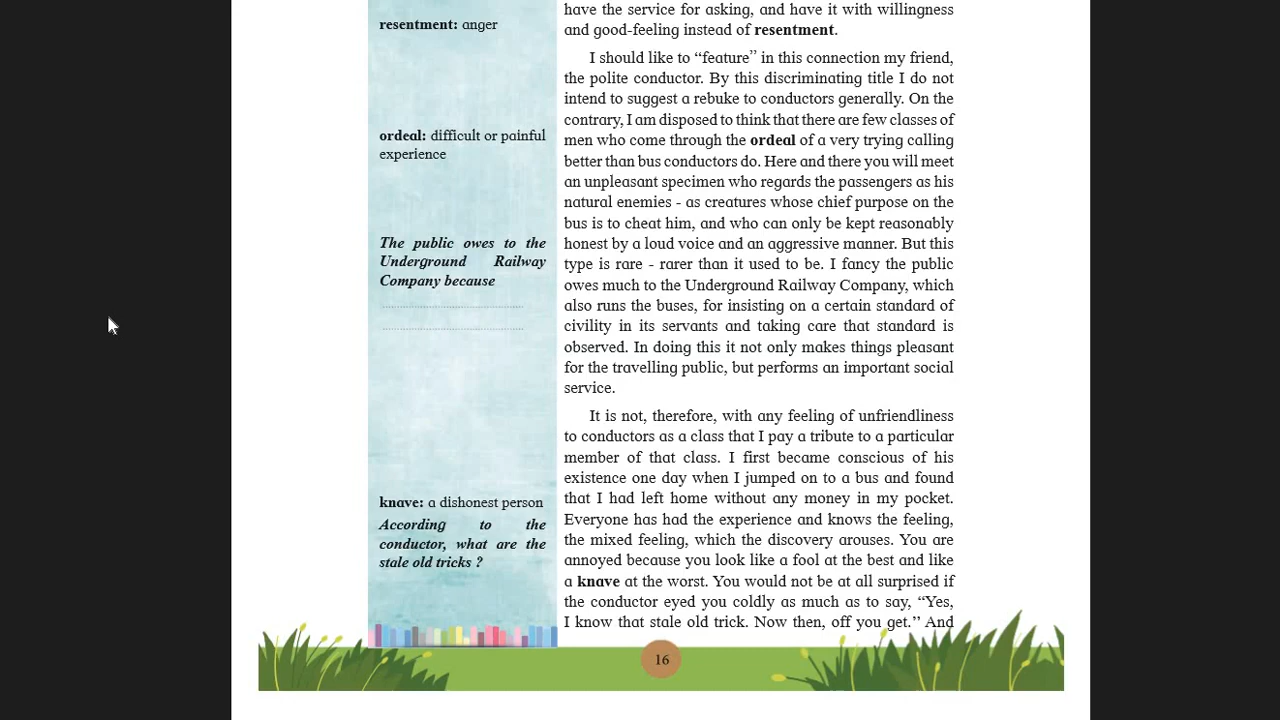 resentment: anger
ordeal: difficult or painful
experience
The public owes to the
Underground Railway
Company because
knave: a dishonest person
According to the
conductor, what are the
stale old tricks ?
have the service for asking, and have it with willingness
and good-feeling instead of resentment.
I should like to “feature” in this connection my friend,
the polite conductor. By this discriminating title I do not
intend to suggest a rebuke to conductors generally. On the
contrary, I am disposed to think that there are few classes of
men who come through the ordeal of a very trying calling
better than bus conductors do. Here and there you will meet
an unpleasant specimen who regards the passengers as his
natural enemies - as creatures whose chief purpose on the
bus is to cheat him, and who can only be kept reasonably
honest by a loud voice and an aggressive manner. But this
type is rare - rarer than it used to be. I fancy the public
owes much to the Underground Railway Company, which
also runs the buses, for insisting on a certain standard of
civility in its servants and taking care that standard is
observed. In doing this it not only makes things pleasant
for the travelling public, but performs an important social
service.
It is not, therefore, with any feeling of unfriendliness
to conductors as a class that I pay a tribute to a particular
member of that class. I first became conscious of his
existence one day when I jumped on to a bus and found
that I had left home without any money in my pocket.
Everyone has had the experience and knows the feeling,
the mixed feeling, which the discovery arouses. You are
annoyed because you look like a fool at the best and like
a knave at the worst. You would not be at all surprised if
the conductor eyed you coldly as much as to say, “Yes,
I know that stale old trick. Now then, off you get.” And
16